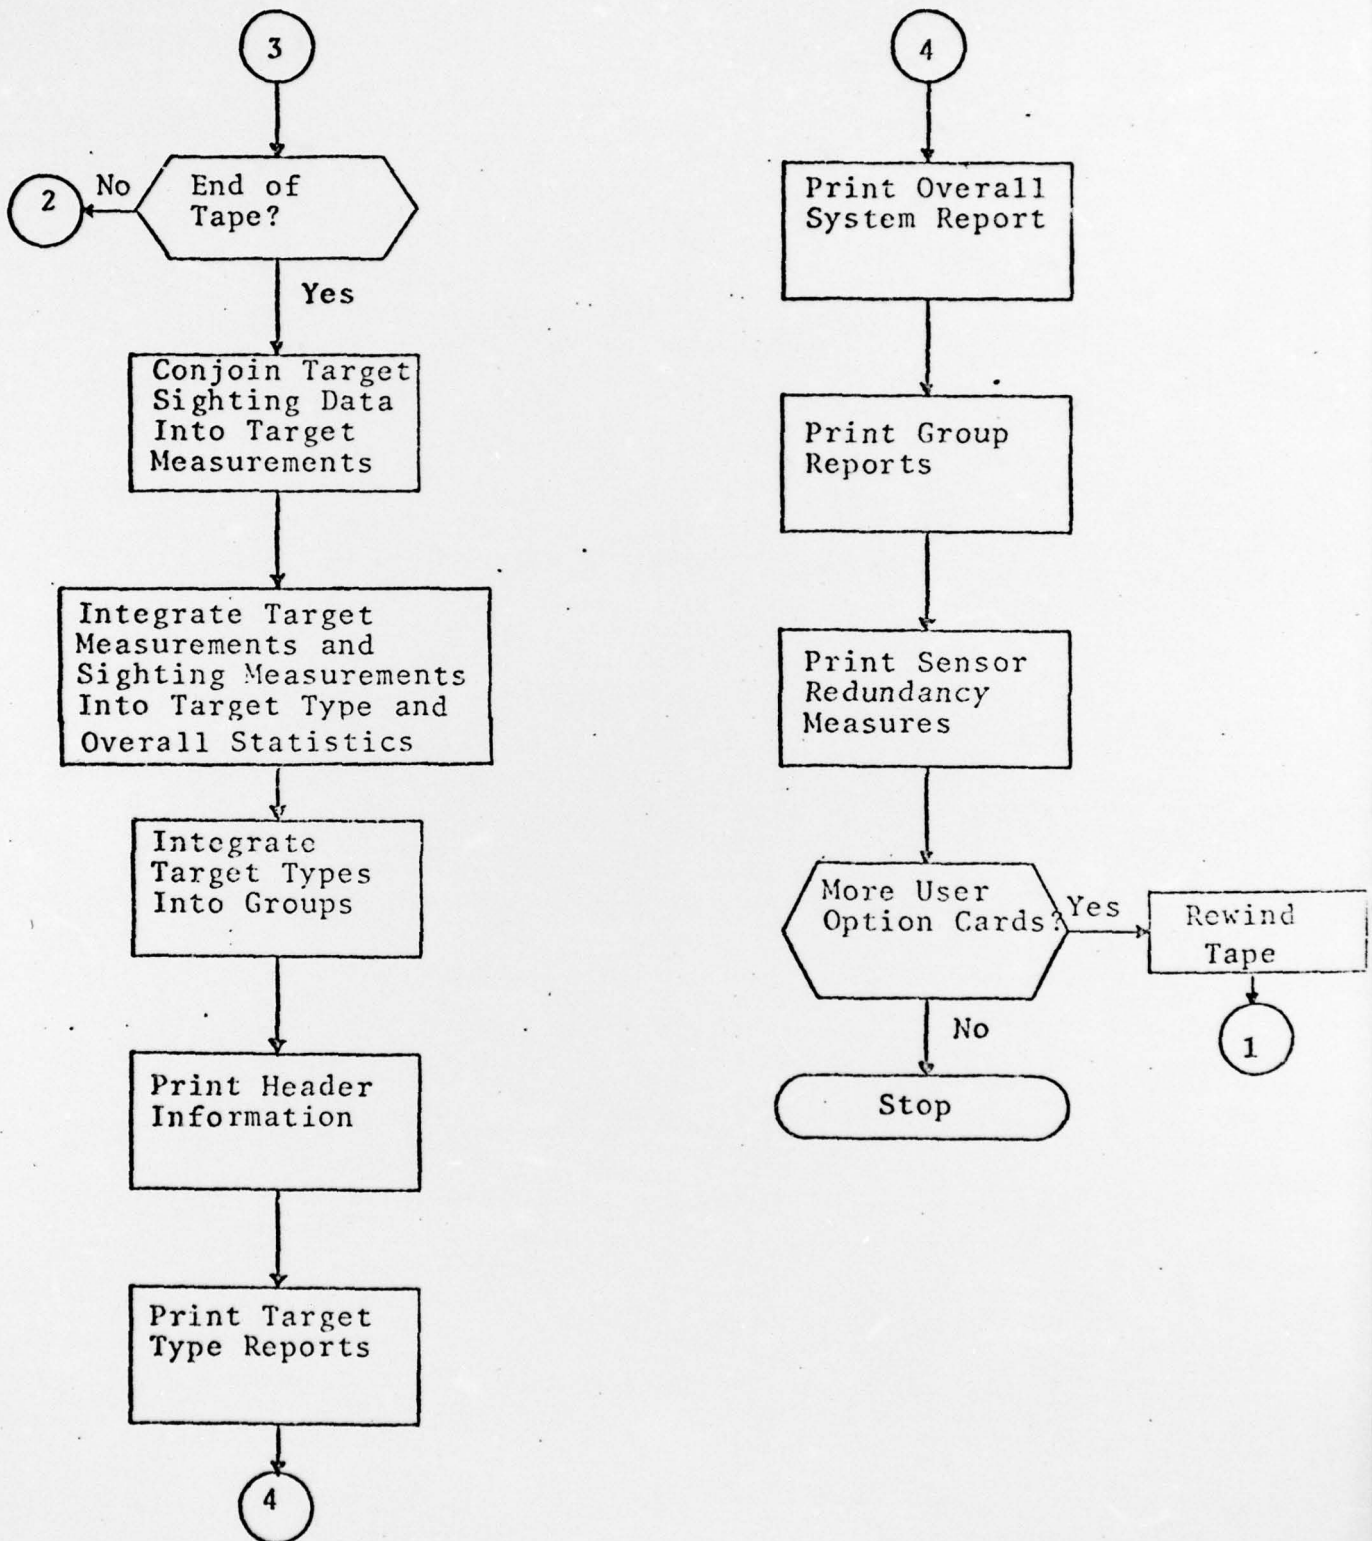 3
End of
Tape?
No
2
Yes
Conjoin Target
Sighting Data
Into Target
Measurements
Integrate Target
Measurements and
Sighting Measurements
Into Target Type and
Overall Statistics
Integrate
Target Types
Into Groups
Print Header
Information
Print Target
Type Reports
4
4
Print Overall
System Report
Print Group
Reports
Print Sensor
Redundancy
Measures
More User
Option Cards?
Yes
Rewind
Tape
1
No
Stop